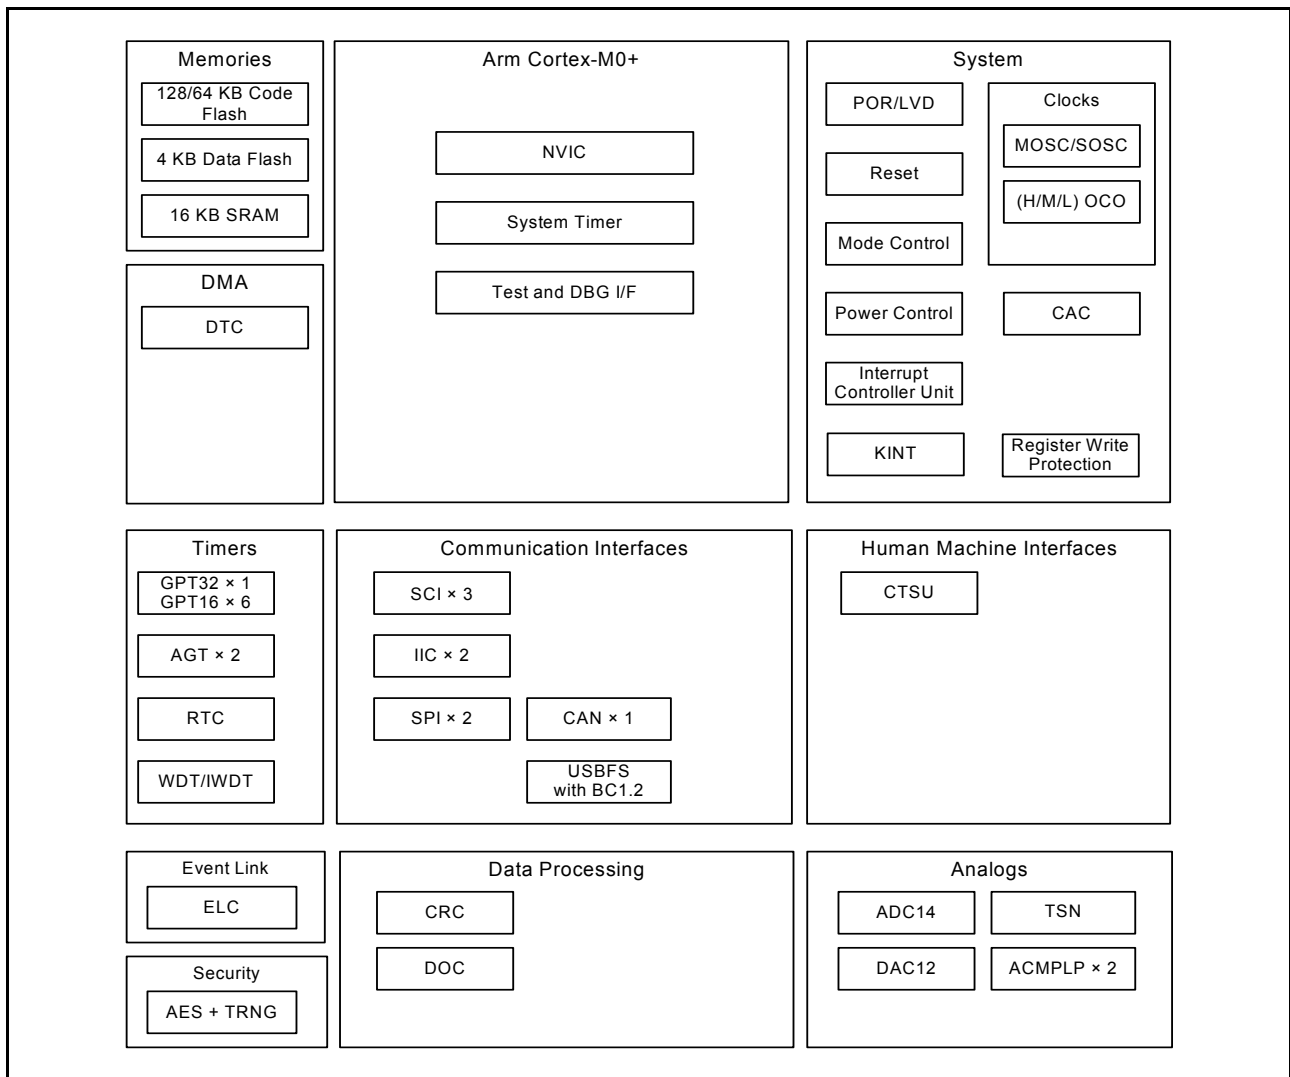 Memories
128/64 KB Code
Flash
4 KB Data Flash
16 KB SRAM
DMA
DTC
Arm Cortex-M0+
NVIC
System Timer
Test and DBG I/F
System
POR/LVD
Reset
Mode Control
Power Control
Interrupt
Controller Unit
KINT
Clocks
MOSC/SOSC
(H/M/L) OCO
CAC
Register Write
Protection
Timers
GPT32 × 1
GPT16 × 6
AGT × 2
RTC
WDT/IWDT
Communication Interfaces
SCI × 3
IIC × 2
SPI × 2
CAN × 1
USBFS
with BC1.2
Human Machine Interfaces
CTSU
Event Link
ELC
Security
AES + TRNG
Data Processing
CRC
DOC
Analogs
ADC14
TSN
DAC12
ACMPLP × 2